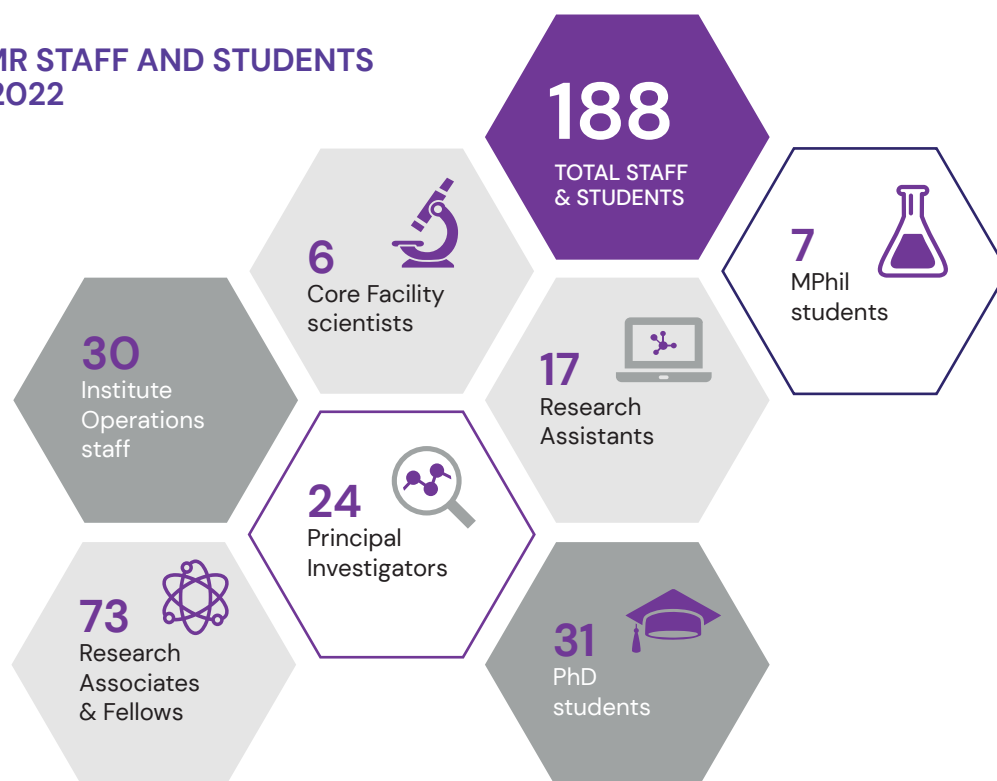 MR STAFF AND STUDENTS
2022
188
TOTAL STAFF
& STUDENTS
6
Core Facility
scientists
7
MPhil
students
30
Institute
Operations
staff
17
Research
Assistants
24
Principal
Investigators
73
Research
Associates
& Fellows
31
PhD
students